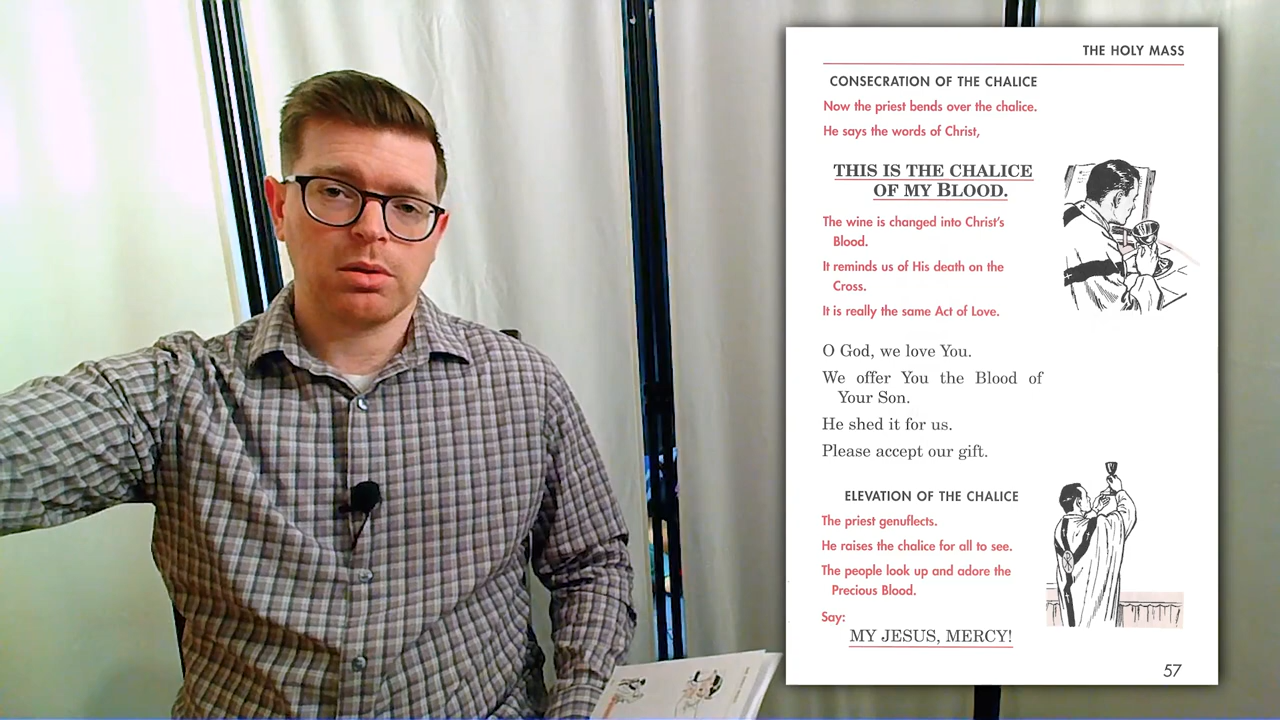 THE HOLY MASS
CONSECRATION OF THE CHALICE
Now the priest bends over the chalice.
He says the words of Christ,
THIS IS THE CHALICE
OF MY BLOOD.
The wine is changed into Christ's
Blood.
It reminds us of His death on the
Cross.
It is really the same Act of Love.
O God, we love You.
We offer You the Blood of
Your Son.
He shed it for us.
Please accept our gift.
ELEVATION OF THE CHALICE
The priest genuflects.
He raises the chalice for all to see.
The people look up and adore the
Precious Blood.
Say:
MY JESUS, MERCY!
57